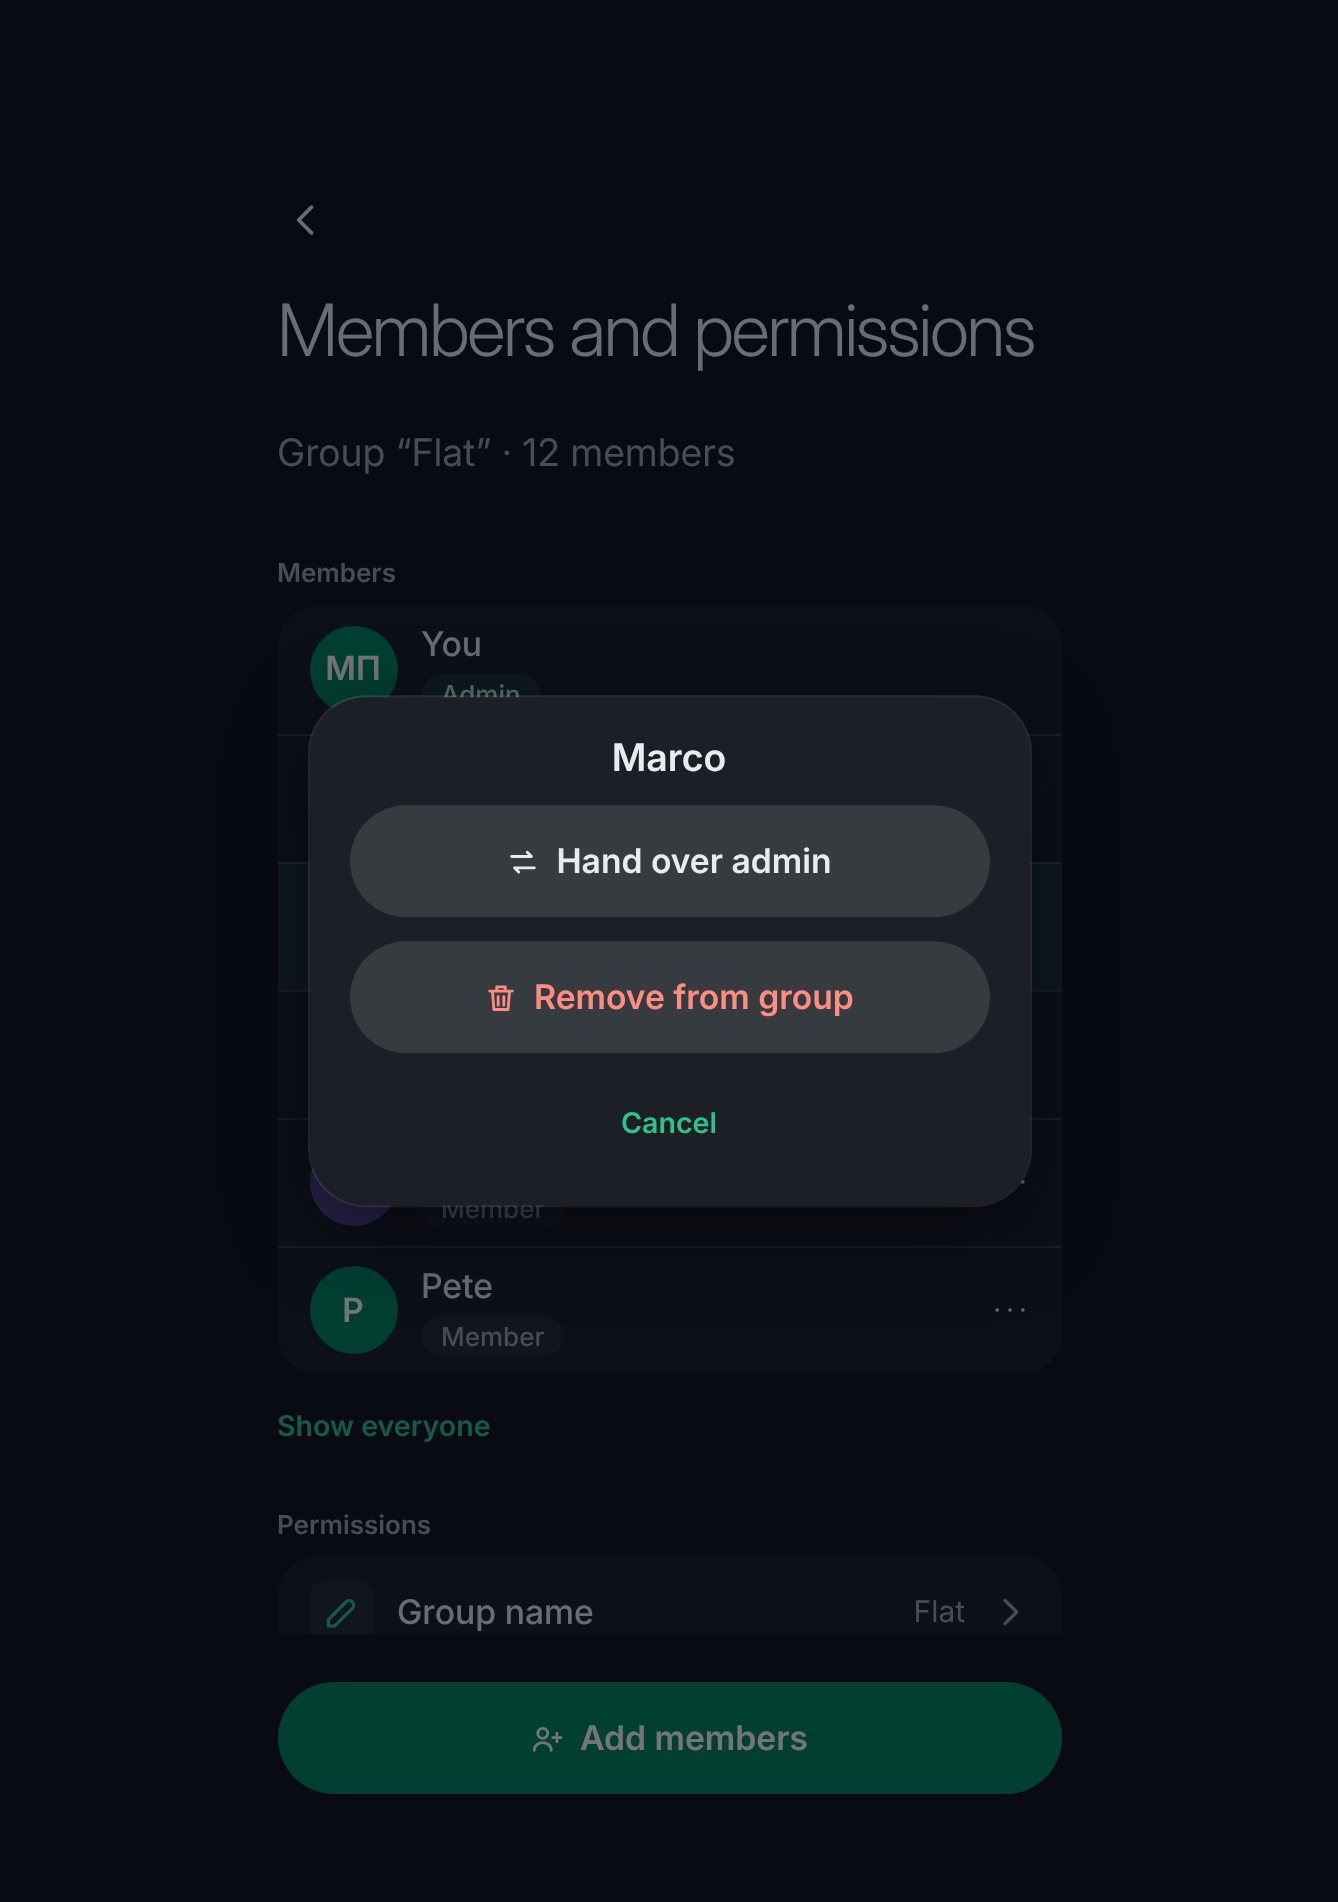 Members and permissions
Group “Flat” · 12 members
Members
МП
You
Admin
Marco
Hand over admin
Remove from group
Cancel
Member
P
Pete
Member
Show everyone
Permissions
Group name
Flat
Add members